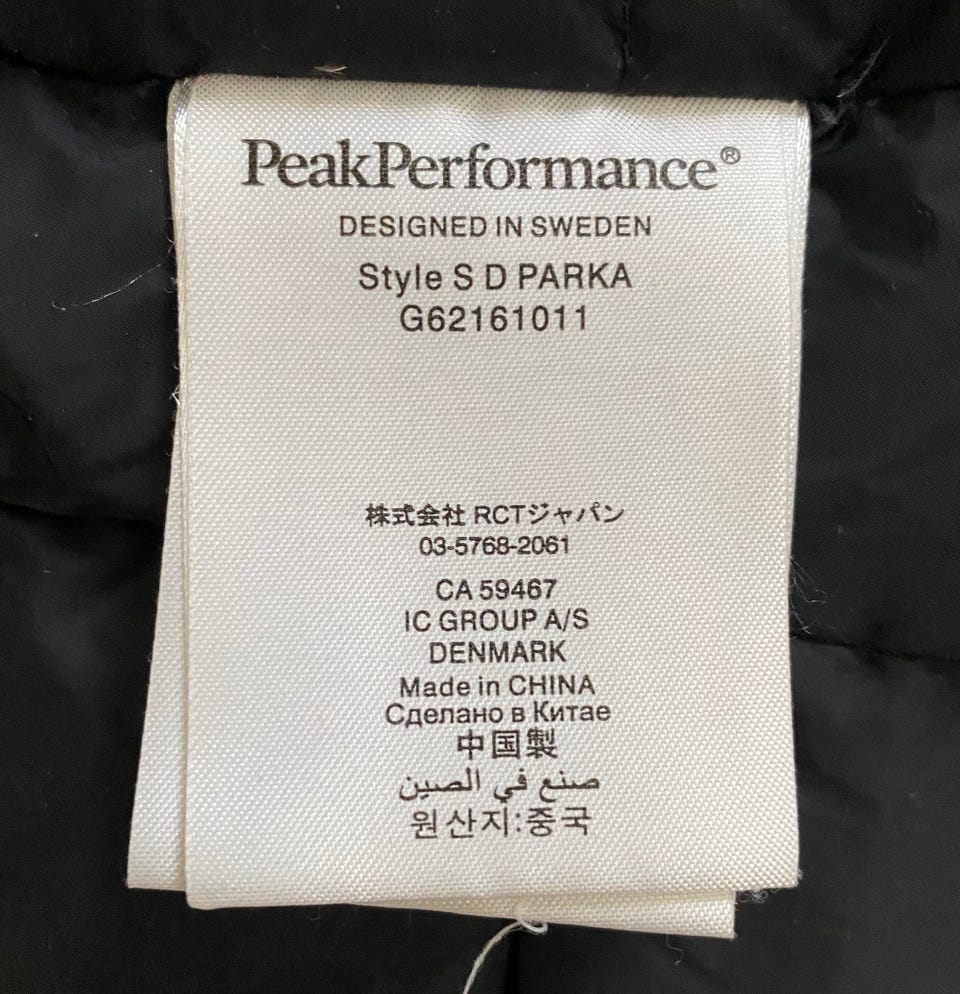 PeakPerformance®
DESIGNED IN SWEDEN
Style S D PARKA
G62161011
株式会社 RCTジャパン
03-5768-2061
CA 59467
IC GROUP A/S
DENMARK
Made in CHINA
Сделано в Китае
中国製
صنع في الصين
원산지:중국